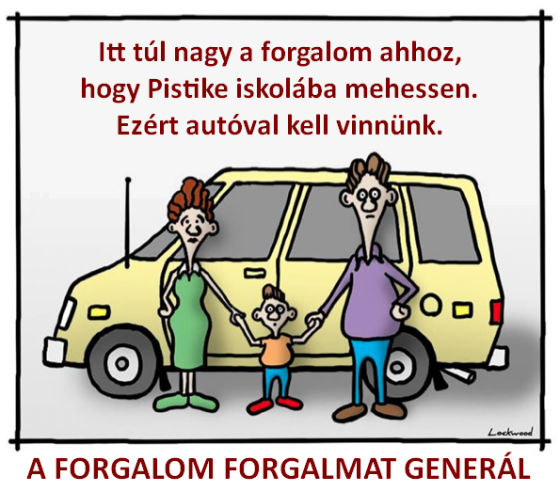 Itt túl nagy a forgalom ahhoz,
hogy Pistike iskolába mehessen.
Ezért autóval kell vinnünk.
Lockwood
A FORGALOM FORGALMAT GENERÁL